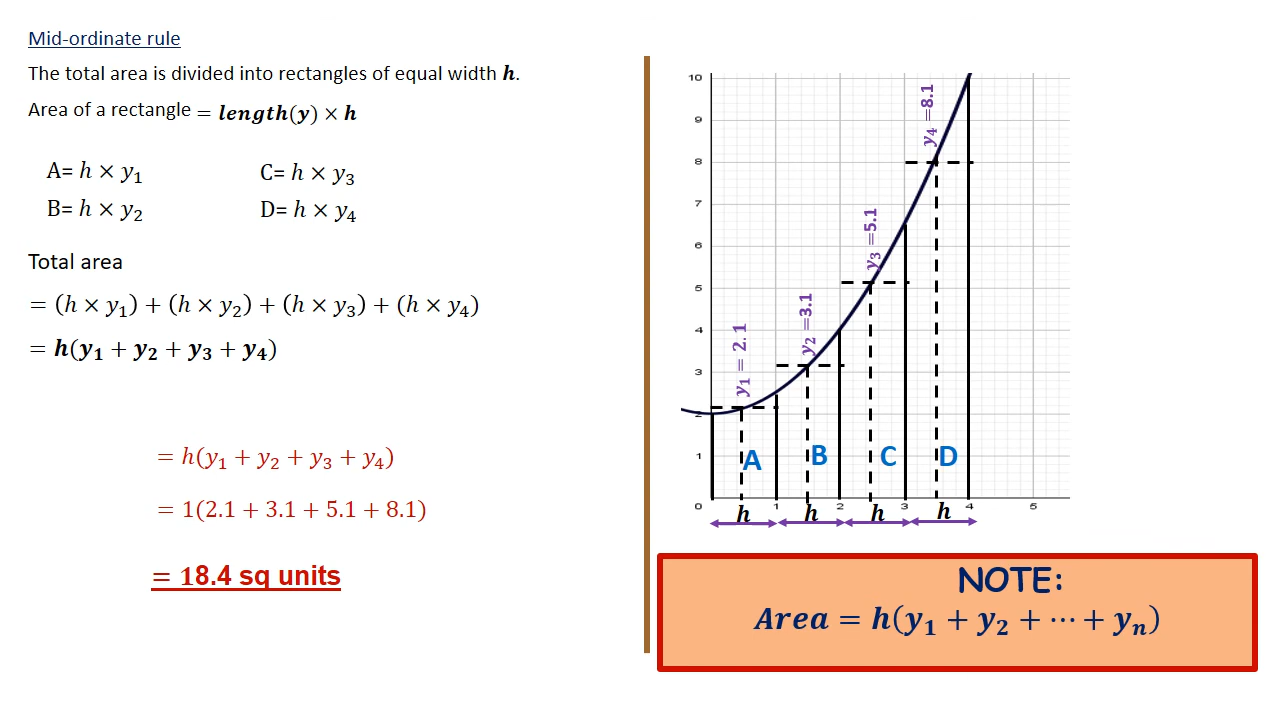 Mid-ordinate rule
The total area is divided into rectangles of equal width h.
Area of a rectangle = length(y) × h
A= h × y₁
C= h × y₃
B= h × y₂
D= h × y₄
Total area
= (h × y₁) + (h × y₂) + (h × y₃) + (h × y₄)
= h(y₁ + y₂ + y₃ + y₄)
= h(y₁ + y₂ + y₃ + y₄)
= 1(2.1 + 3.1 + 5.1 + 8.1)
= 18.4 sq units
10
9
8
7
6
5
4
3
2
1
0
y₁ = 2.1
y₂ =3.1
y₃ =5.1
y₄ =8.1
A
B
C
D
0 1 2 3 4 5
h h h h
NOTE:
Area = h(y₁ + y₂ + ⋯ + yₙ)